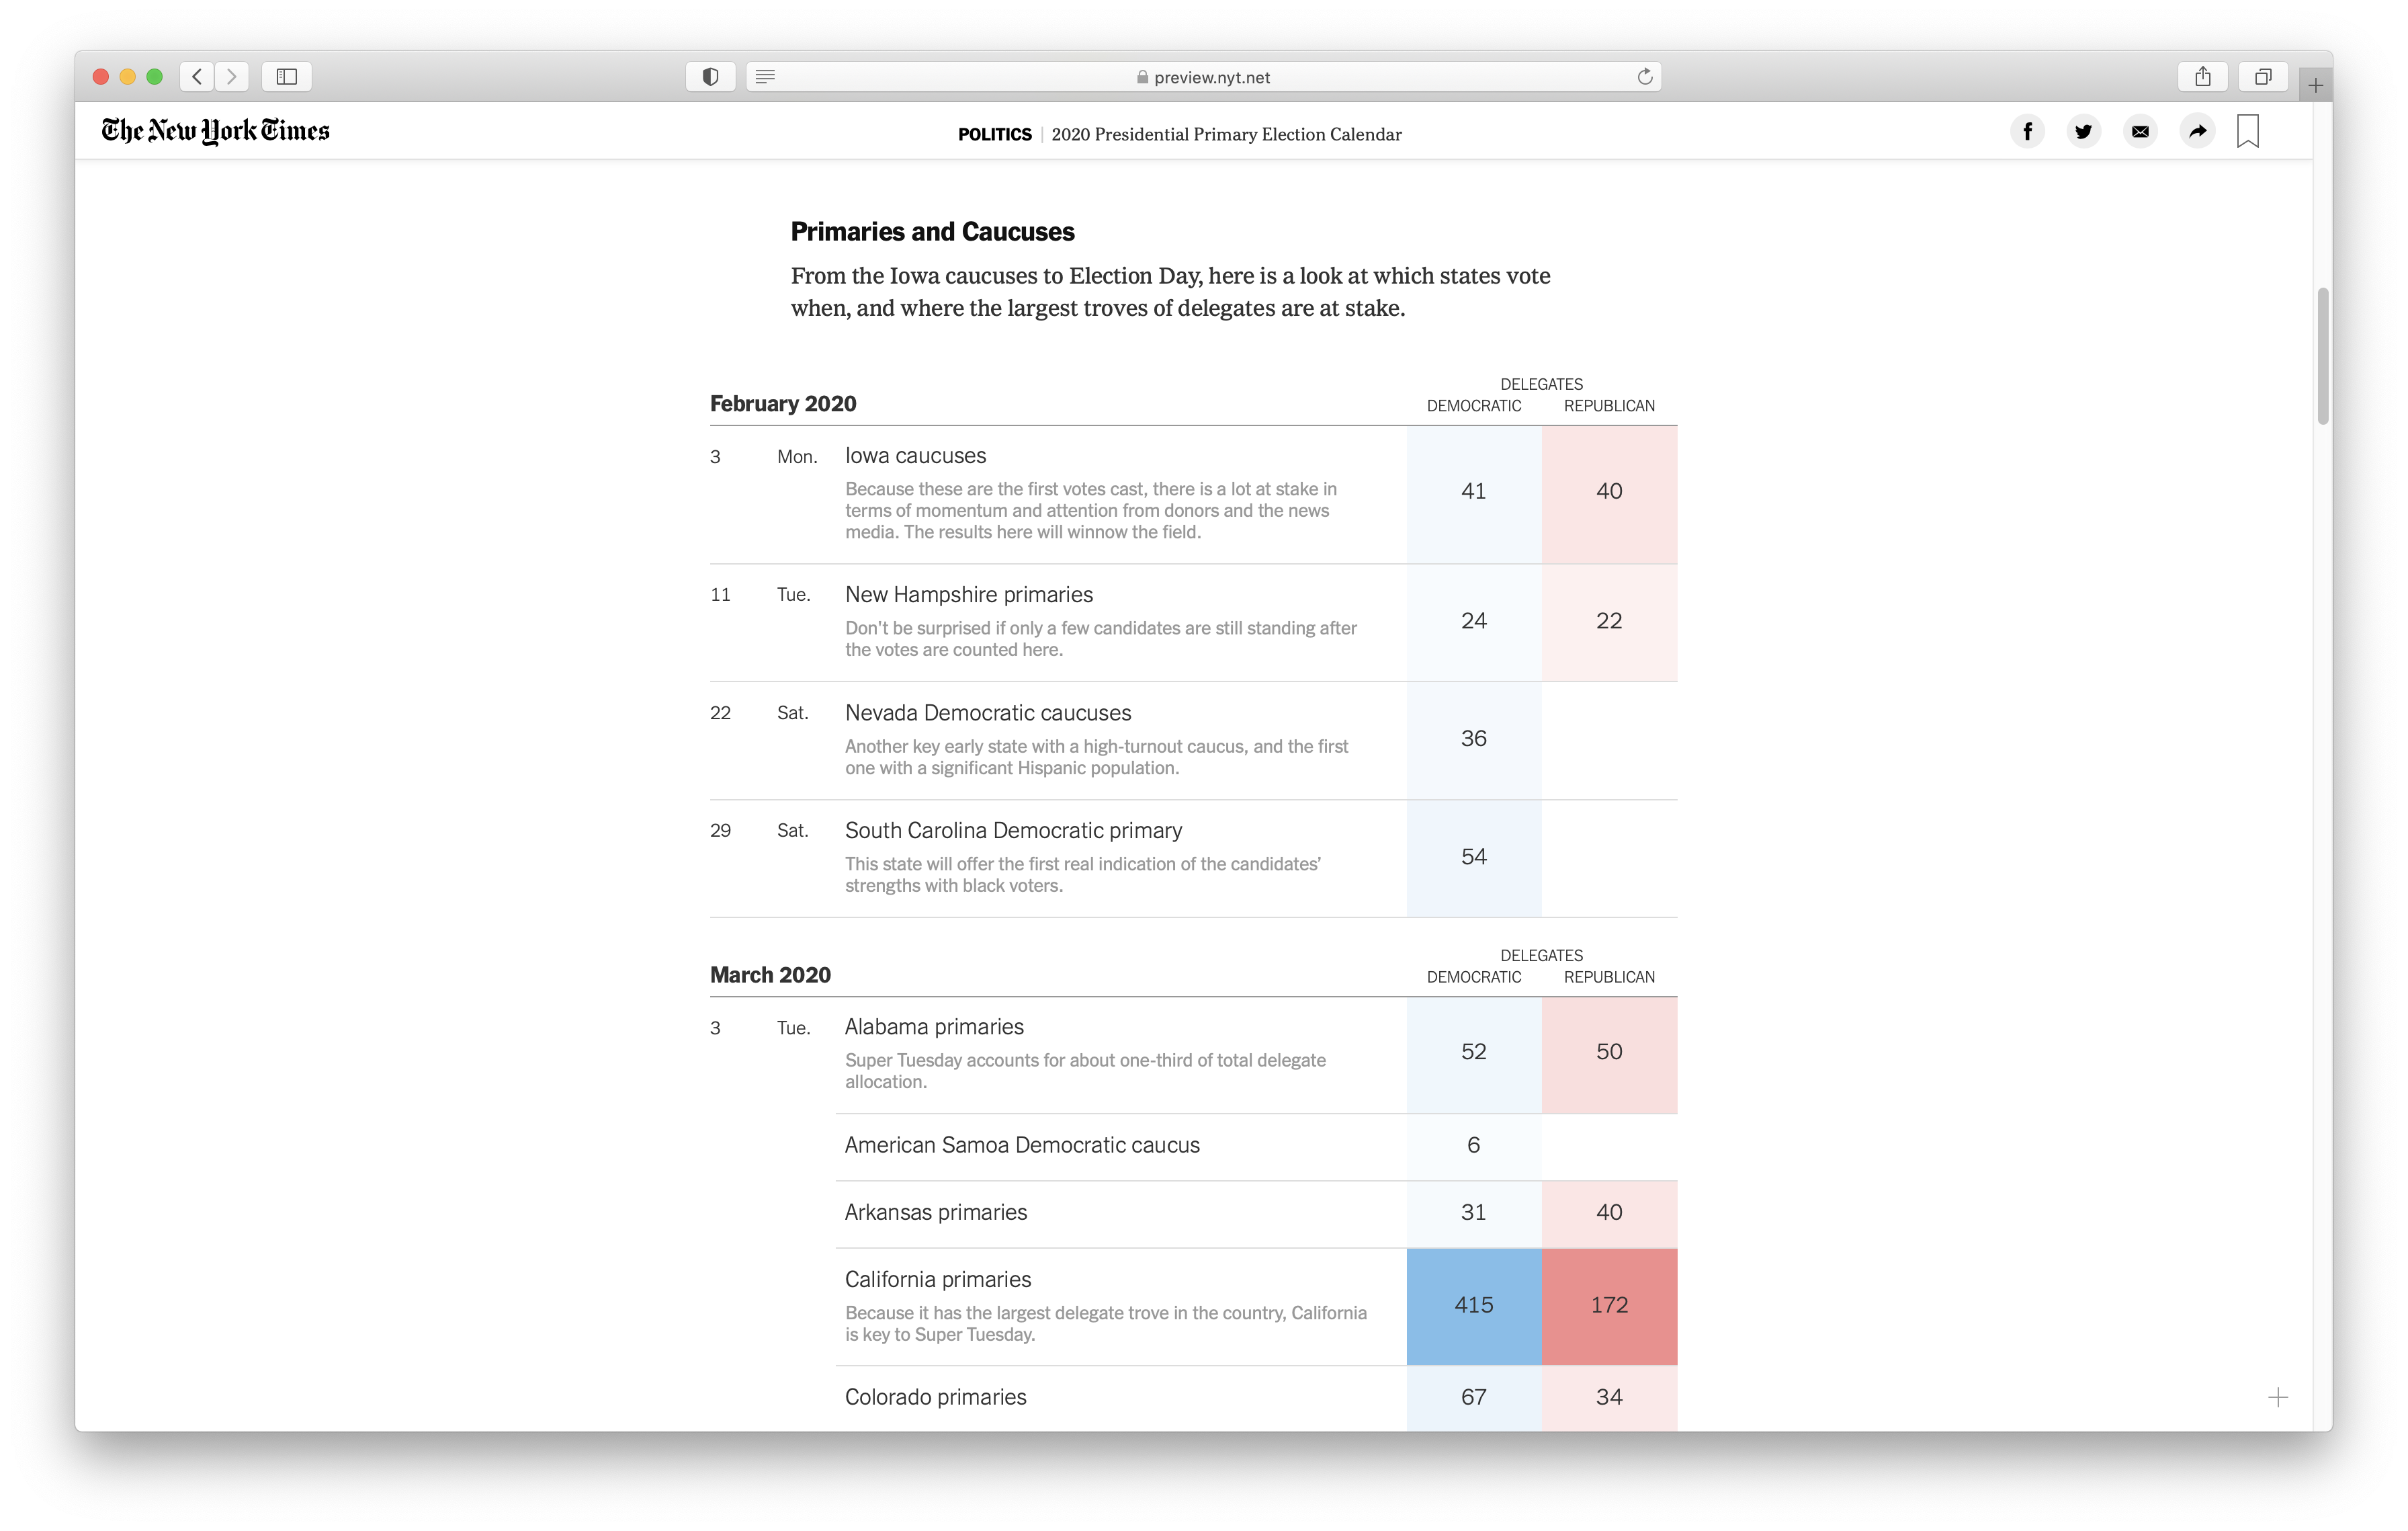 preview.nyt.net
The New York Times
POLITICS | 2020 Presidential Primary Election Calendar
Primaries and Caucuses
From the Iowa caucuses to Election Day, here is a look at which states vote
when, and where the largest troves of delegates are at stake.
DELEGATES
February 2020 DEMOCRATIC REPUBLICAN
3 Mon. Iowa caucuses
Because these are the first votes cast, there is a lot at stake in
41 40
terms of momentum and attention from donors and the news
media. The results here will winnow the field.
11 Tue. New Hampshire primaries
24 22
Don't be surprised if only a few candidates are still standing after
the votes are counted here.
22 Sat. Nevada Democratic caucuses
36
Another key early state with a high-turnout caucus, and the first
one with a significant Hispanic population.
29 Sat. South Carolina Democratic primary
54
This state will offer the first real indication of the candidates’
strengths with black voters.
DELEGATES
March 2020 DEMOCRATIC REPUBLICAN
3 Tue. Alabama primaries
52 50
Super Tuesday accounts for about one-third of total delegate
allocation.
American Samoa Democratic caucus 6
Arkansas primaries 31 40
California primaries
415 172
Because it has the largest delegate trove in the country, California
is key to Super Tuesday.
Colorado primaries 67 34